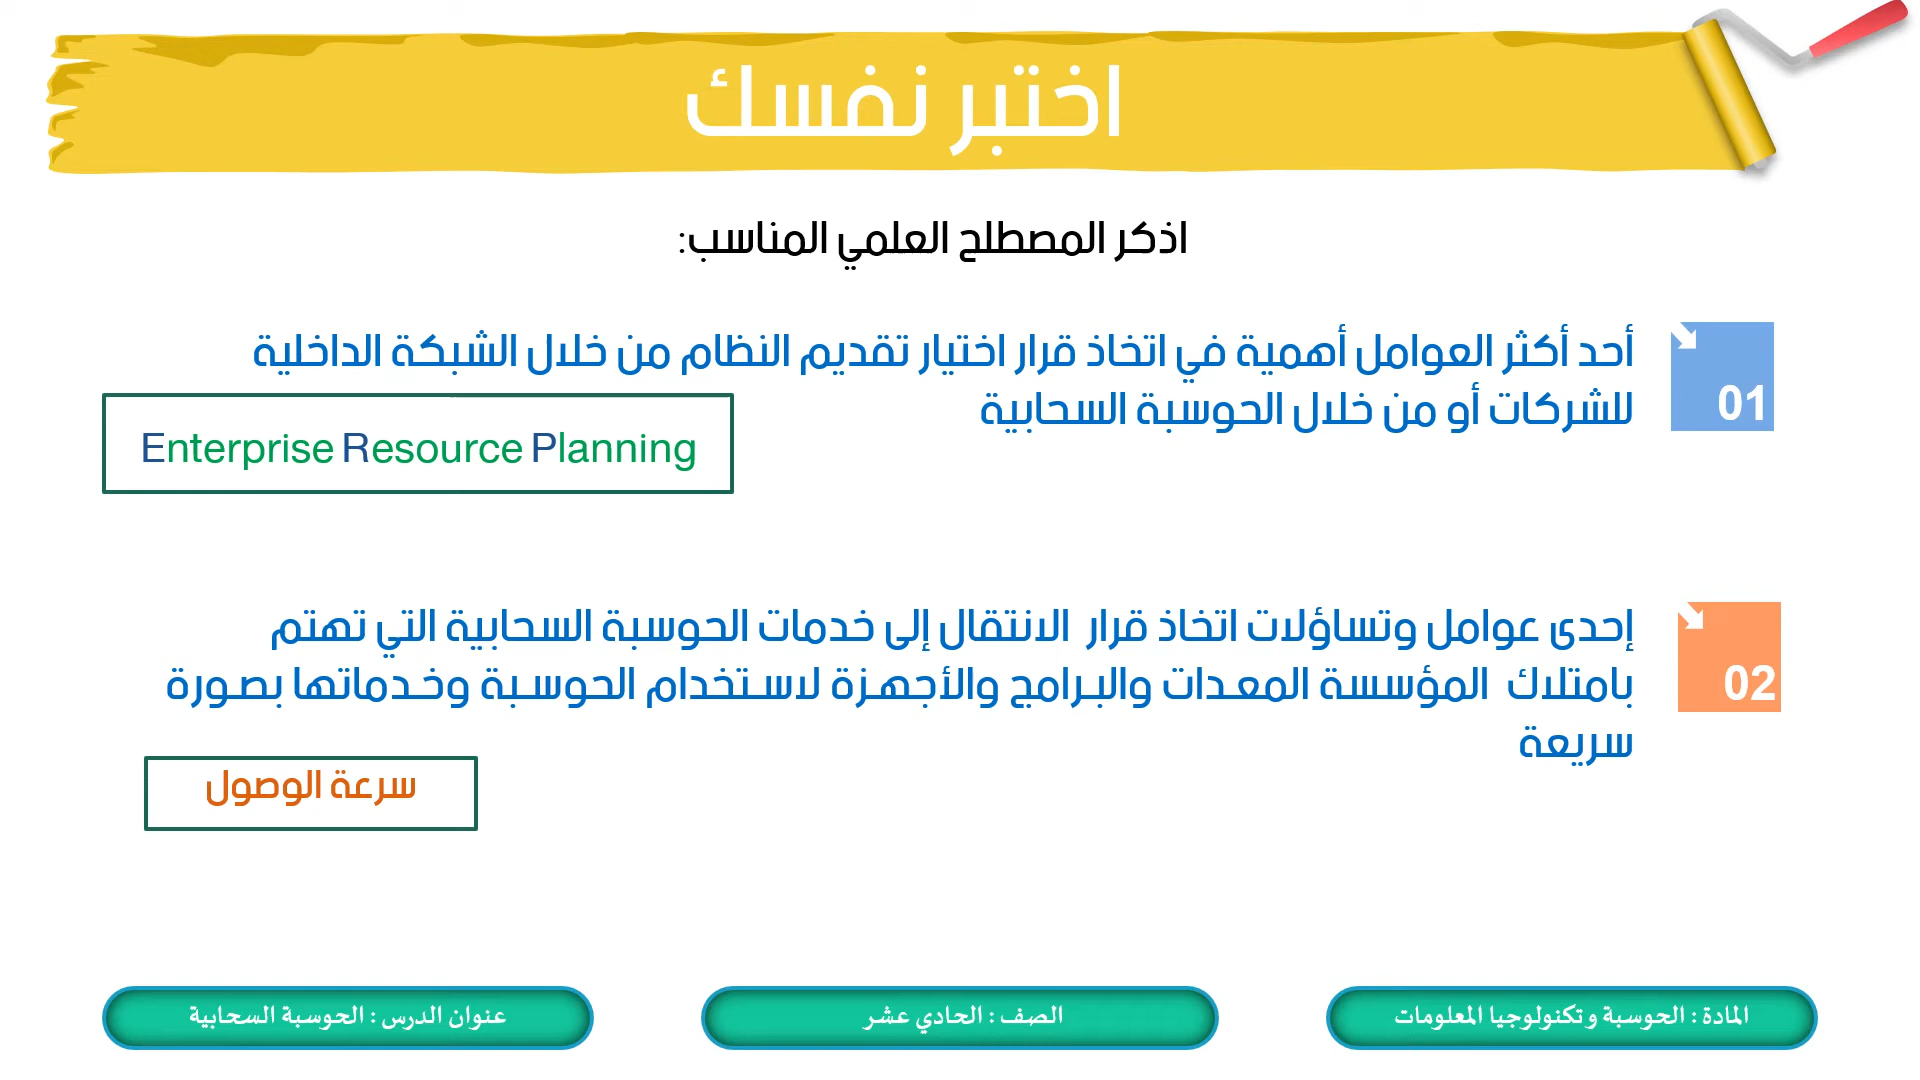 اختبر نفسك
اذكر المصطلح العلمي المناسب:
01
أحد أكثر العوامل أهمية في اتخاذ قرار اختيار تقديم النظام من خلال الشبكة الداخلية
للشركات أو من خلال الحوسبة السحابية
Enterprise Resource Planning
02
إحدى عوامل وتساؤلات اتخاذ قرار الانتقال إلى خدمات الحوسبة السحابية التي تهتم
بامتلاك المؤسسة المعدات والبرامج والأجهزة لاستخدام الحوسبة وخدماتها بصورة
سريعة
سرعة الوصول
المادة : الحوسبة وتكنولوجيا المعلومات
الصف : الحادي عشر
عنوان الدرس : الحوسبة السحابية